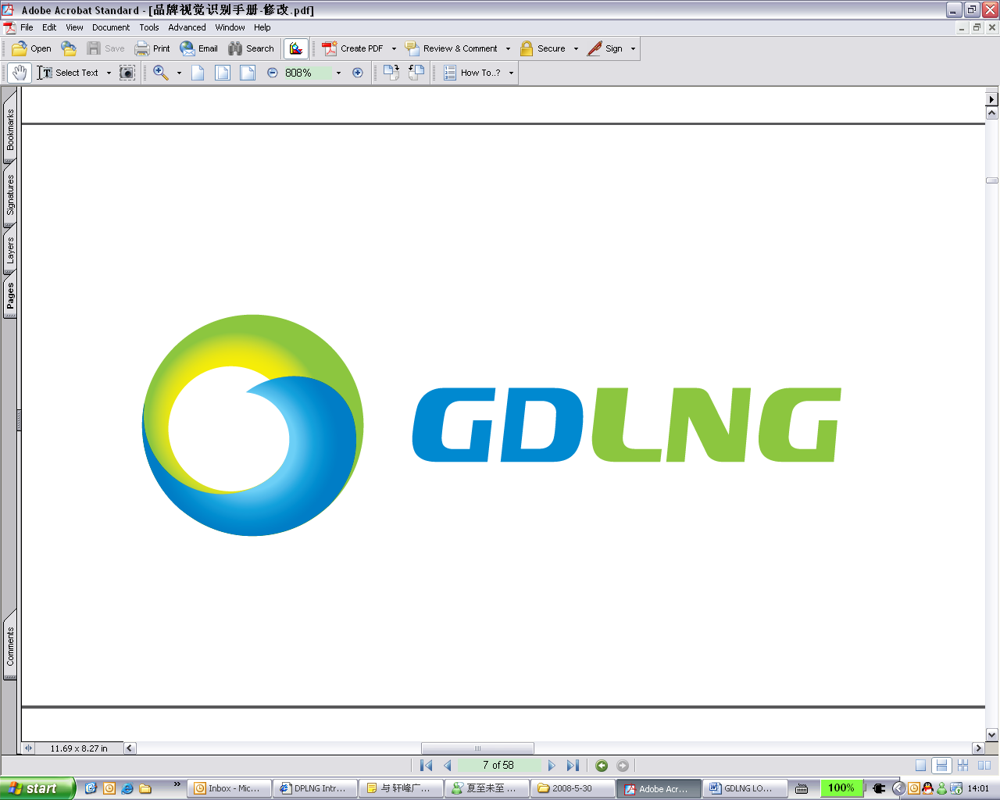 Adobe Acrobat Standard - [品牌视觉识别手册-修改.pdf]
File Edit View Document Tools Advanced Window Help
Open Save Print Email Search Create PDF Review & Comment Secure Sign
Select Text 808% How To..?
Bookmarks
Signatures
Layers
Pages
Comments
GDLNG
11.69 x 8.27 in
7 of 58
start Inbox - Mic... DPLNG Intr... 与轩峰广... 夏至未至 ... 2008-5-30 Adobe Acr... GDLNG LO... 100% 14:01